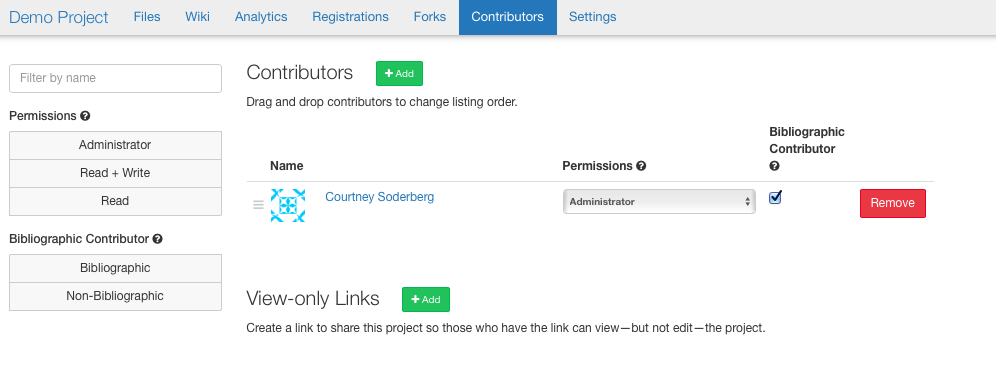 Demo Project Files Wiki Analytics Registrations Forks Contributors Settings
Filter by name
Permissions
Administrator
Read + Write
Read
Bibliographic Contributor
Bibliographic
Non-Bibliographic
Contributors + Add
Drag and drop contributors to change listing order.
Name Permissions Bibliographic
Contributor
Courtney Soderberg Administrator Remove
View-only Links + Add
Create a link to share this project so those who have the link can view—but not edit—the project.